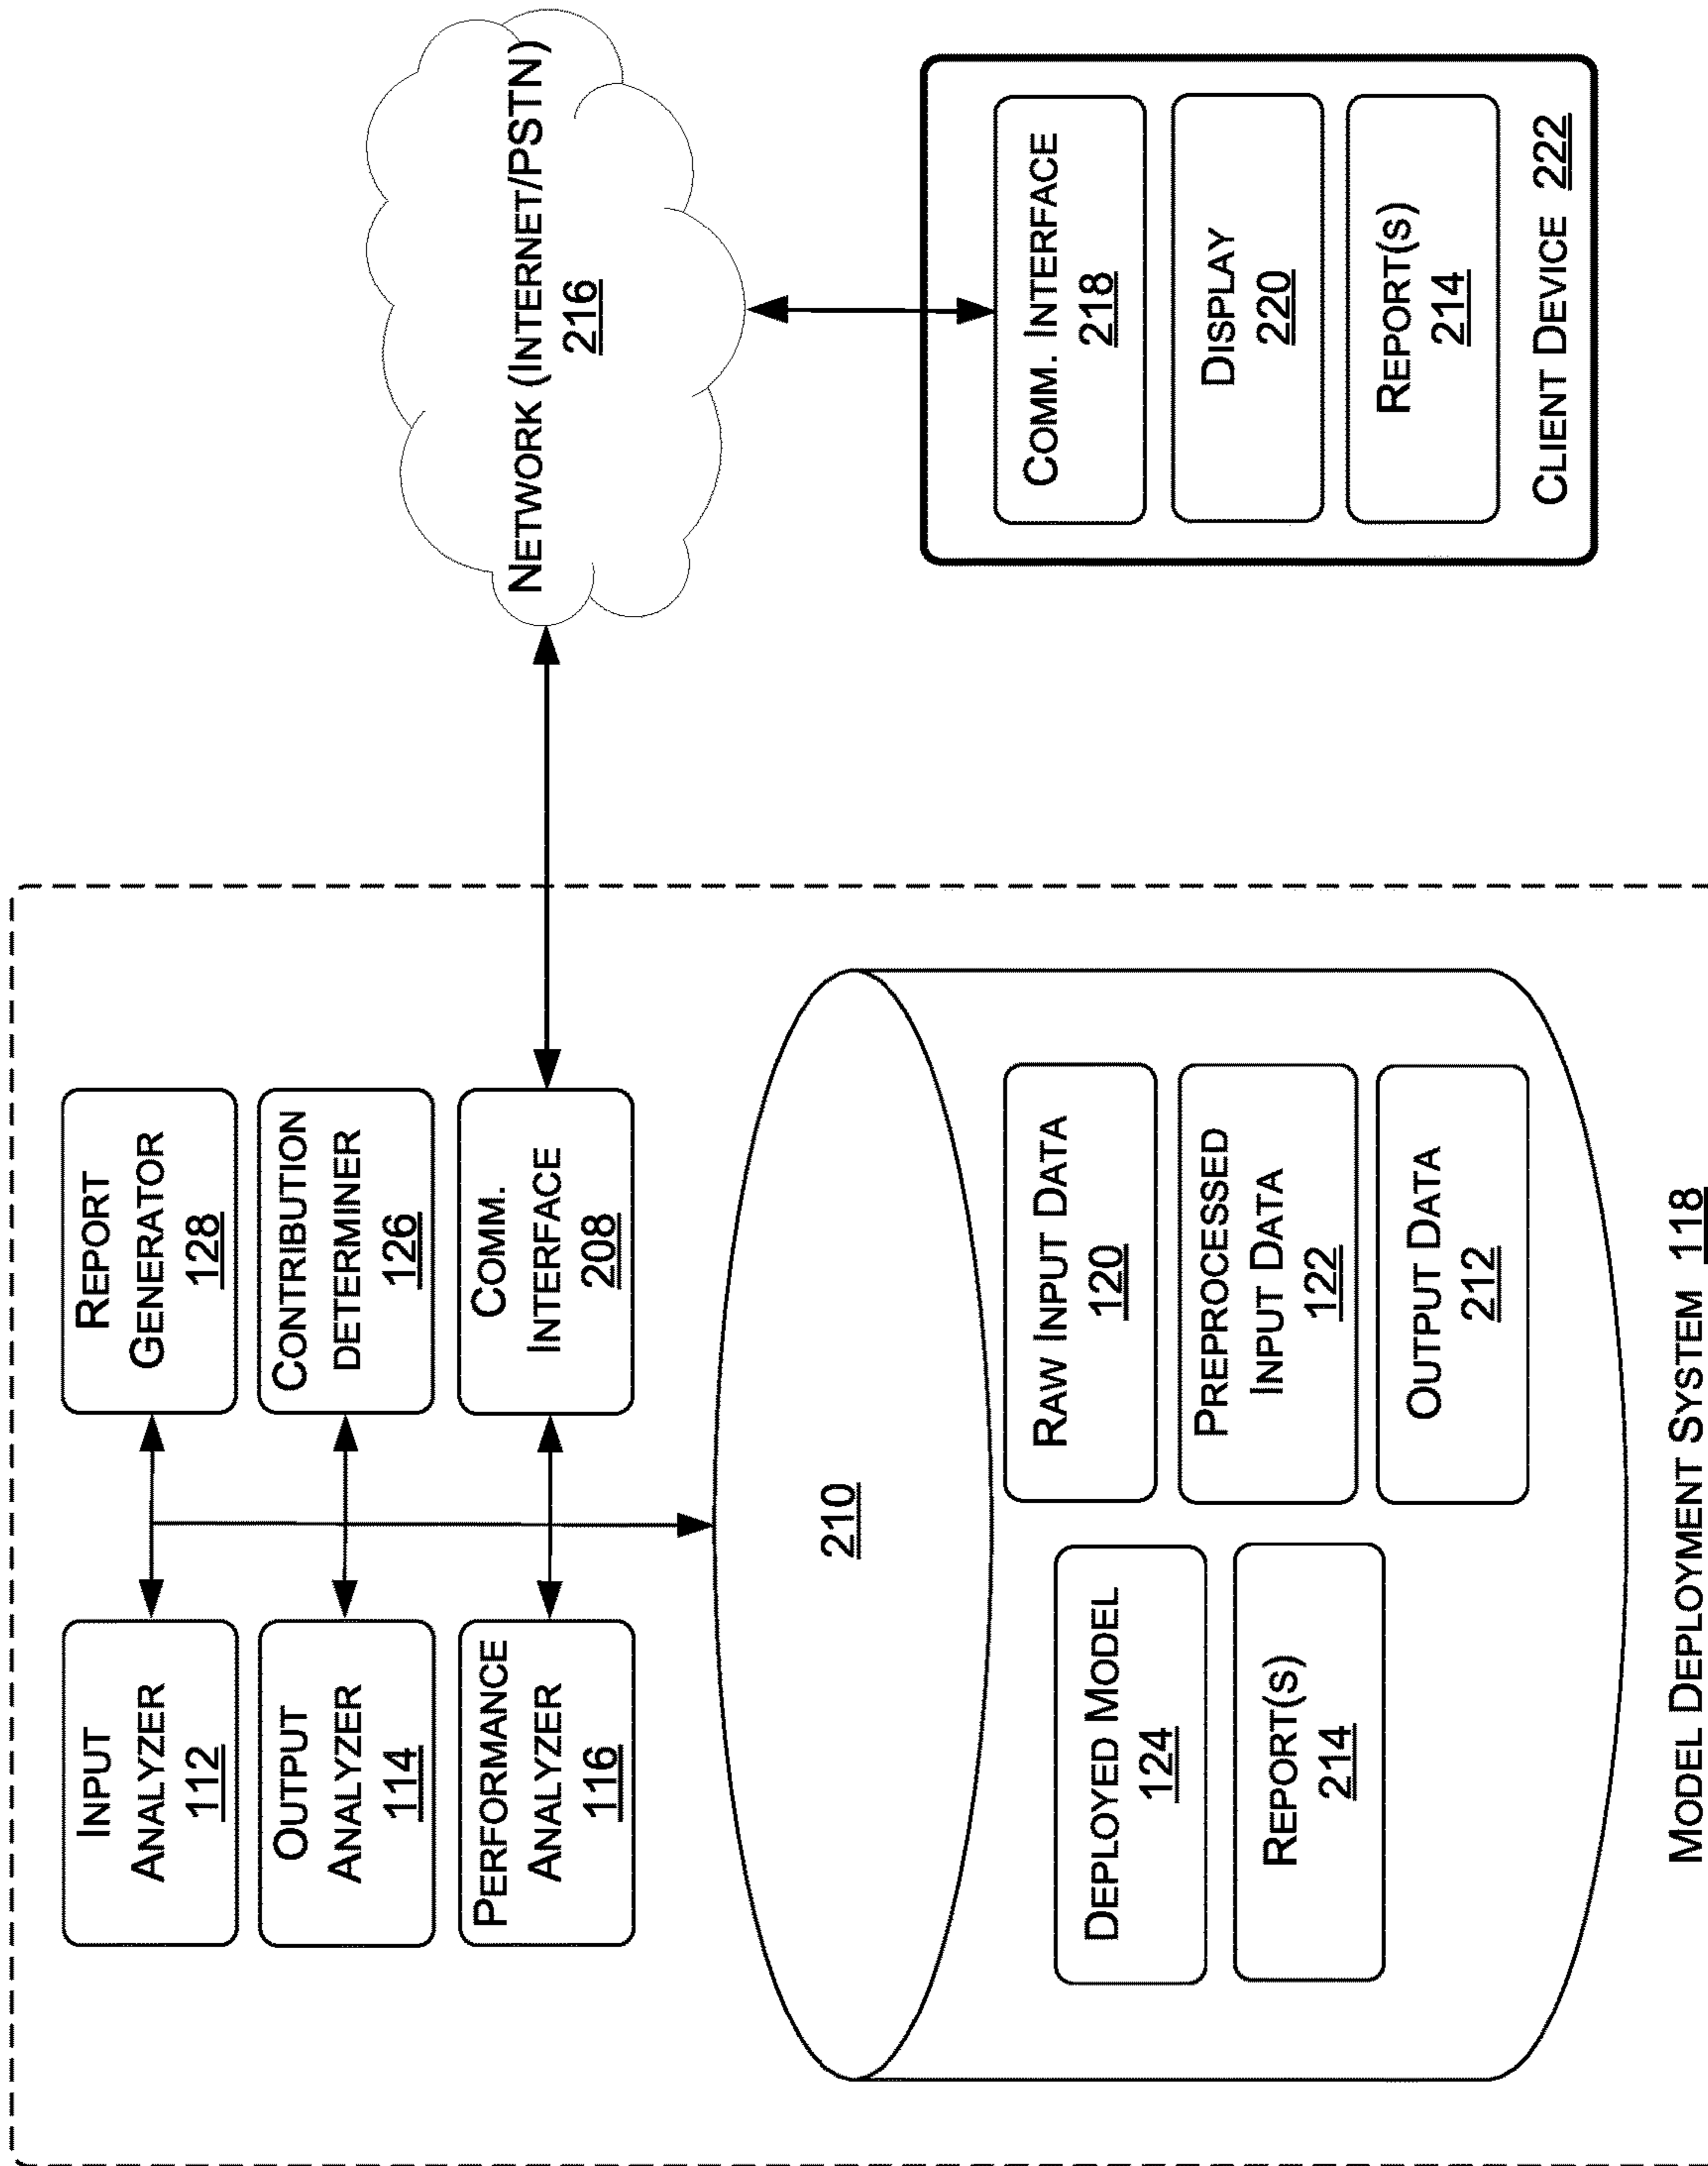 INPUT
ANALYZER
112
REPORT
GENERATOR
128
OUTPUT
ANALYZER
114
CONTRIBUTION
DETERMINER
126
PERFORMANCE
ANALYZER
116
COMM.
INTERFACE
208
210
DEPLOYED MODEL
124
REPORT(S)
214
RAW INPUT DATA
120
PREPROCESSED
INPUT DATA
122
OUTPUT DATA
212
MODEL DEPLOYMENT SYSTEM 118
NETWORK (INTERNET/PSTN)
216
COMM. INTERFACE
218
DISPLAY
220
REPORT(S)
214
CLIENT DEVICE 222